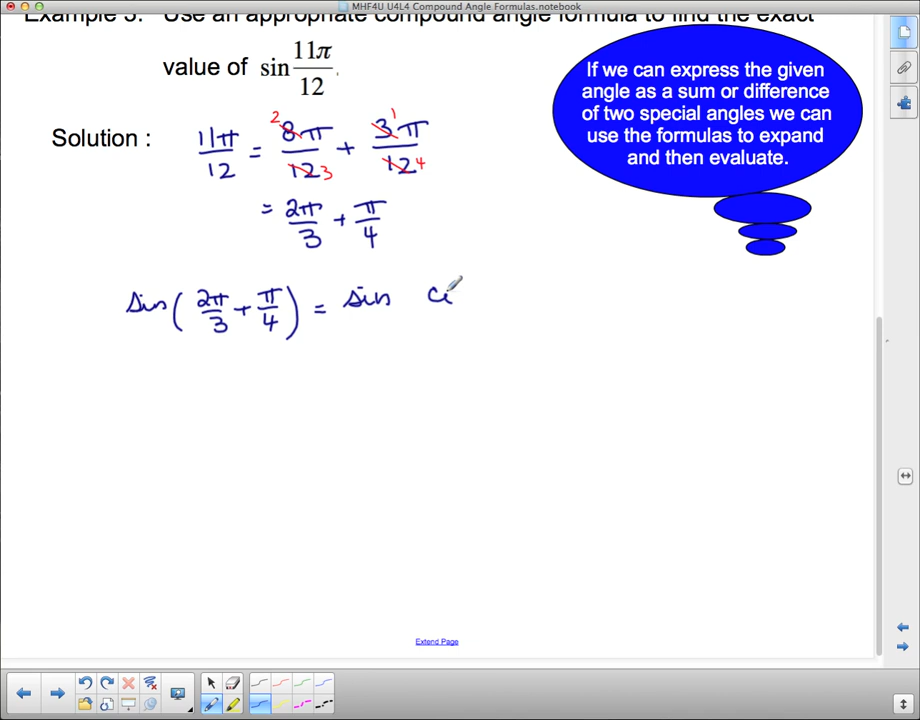 MHF4U U4L4 Compound Angle Formulas.notebook
Use an appropriate compound angle formula to find the exact
value of sin 11π/12 .
If we can express the given
angle as a sum or difference
of two special angles we can
use the formulas to expand
and then evaluate.
Solution : 11π/12 = 8π/12 + 3π/12
2 3 1 4
= 2π/3 + π/4
sin( 2π/3 + π/4 ) = sin
Extend Page